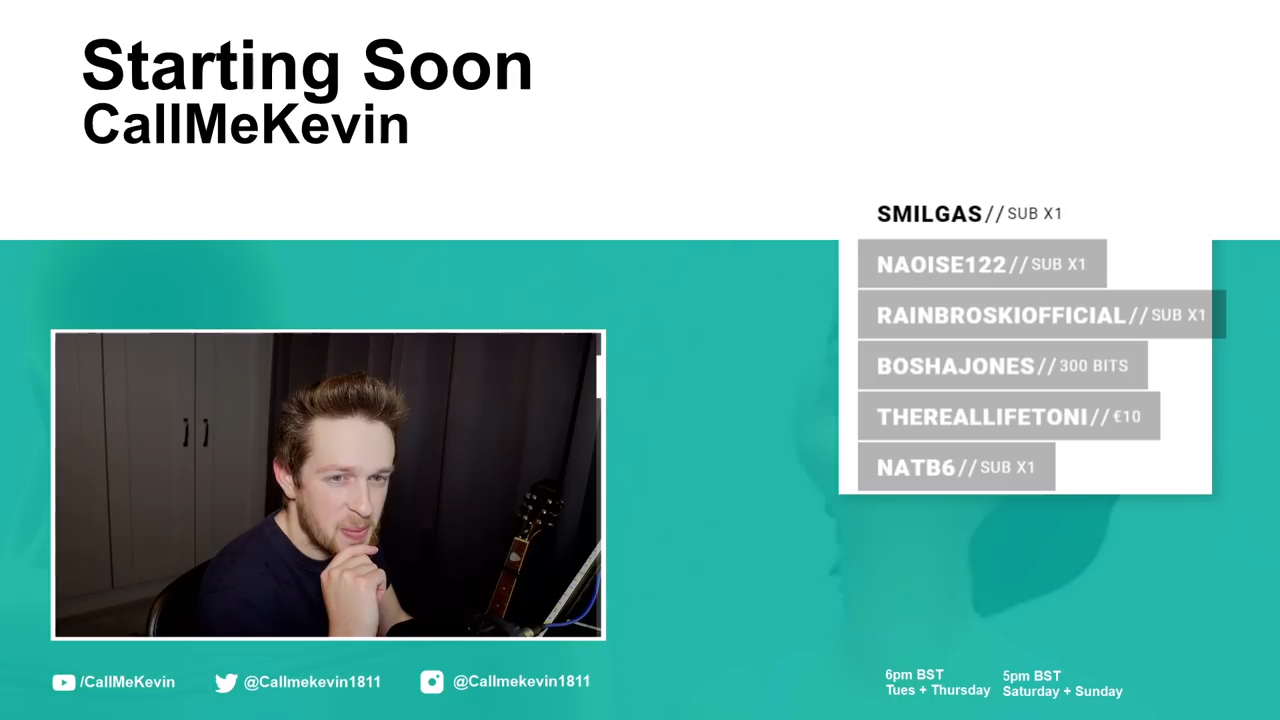 Starting Soon
CallMeKevin
SMILGAS//SUB X1
NAOISE122//SUB X1
RAINBROSKIOFFICIAL//SUB X1
BOSHAJONES//300 BITS
THEREALLIFETONI//€10
NATB6//SUB X1
/CallMeKevin
@Callmekevin1811
@Callmekevin1811
6pm BST
Tues + Thursday
5pm BST
Saturday + Sunday